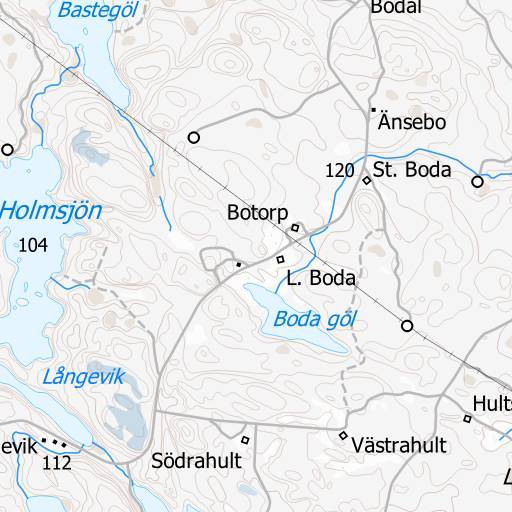 Bastegöl
Bodal
Änsebo
120
St. Boda
Holmsjön
Botorp
104
L. Boda
Boda göl
Långevik
Hults
evik
112
Södrahult
Västrahult
L